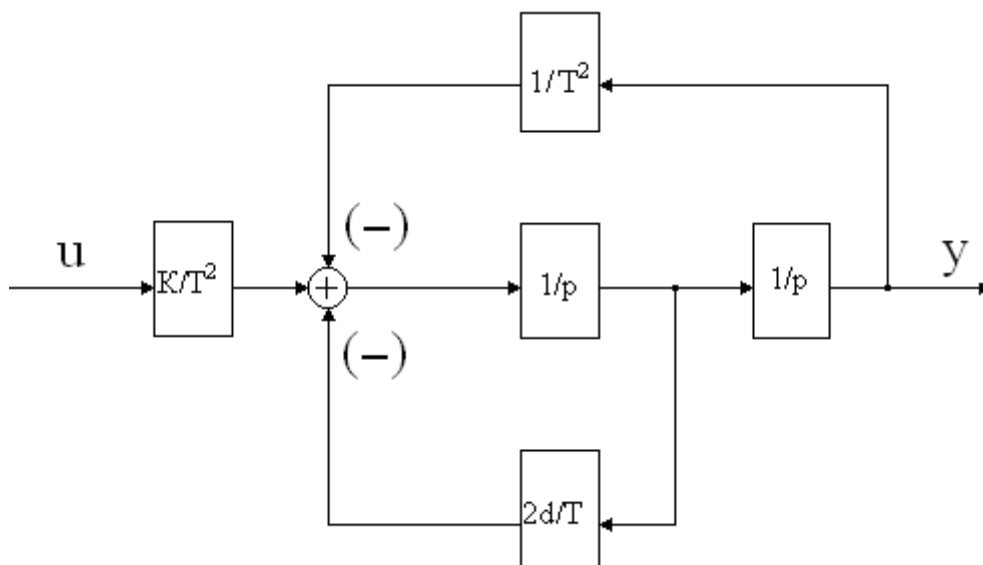 1/T²
(−)
u
K/T²
+
1/p
1/p
y
(−)
2d/T